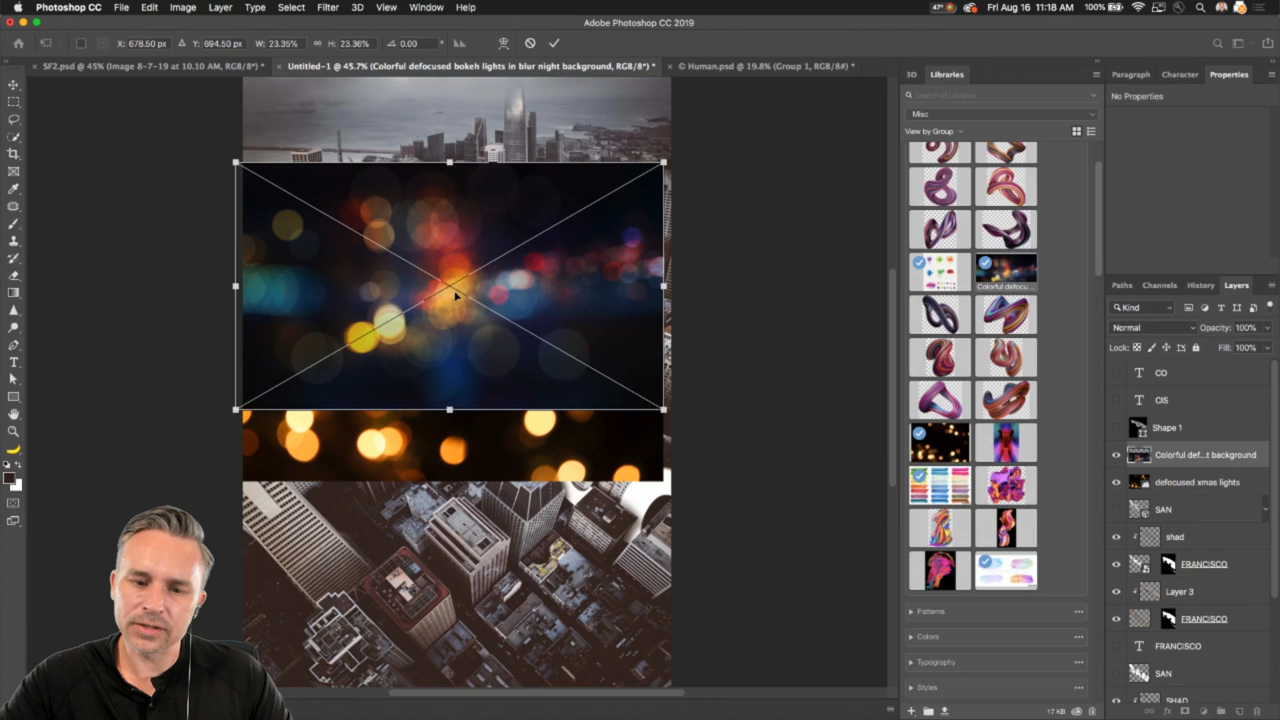 Photoshop CC File Edit Image Layer Type Select Filter 3D View Window Help 47° 100% Fri Aug 16 11:18 AM
Adobe Photoshop CC 2019
X: 678.50 px Y: 694.50 px W: 23.35% H: 23.36% 0.00
SF2.psd @ 45% (Image 8-7-19 at 10.10 AM, RGB/8*) * Untitled-1 @ 45.7% (Colorful defocused bokeh lights in blur night background, RGB/8*) * © Human.psd @ 19.8% (Group 1, RGB/8#) *
3D Libraries
Search All Libraries
Misc
View by Group
Colorful defocu...
Patterns
Colors
Typography
Styles
17 KB
Paragraph Character Properties
No Properties
Paths Channels History Layers
Kind
Normal Opacity: 100%
Lock: Fill: 100%
CO
CIS
Shape 1
Colorful def...t background
defocused xmas lights
SAN
shad
FRANCISCO
Layer 3
FRANCISCO
FRANCISCO
SAN
SHAD